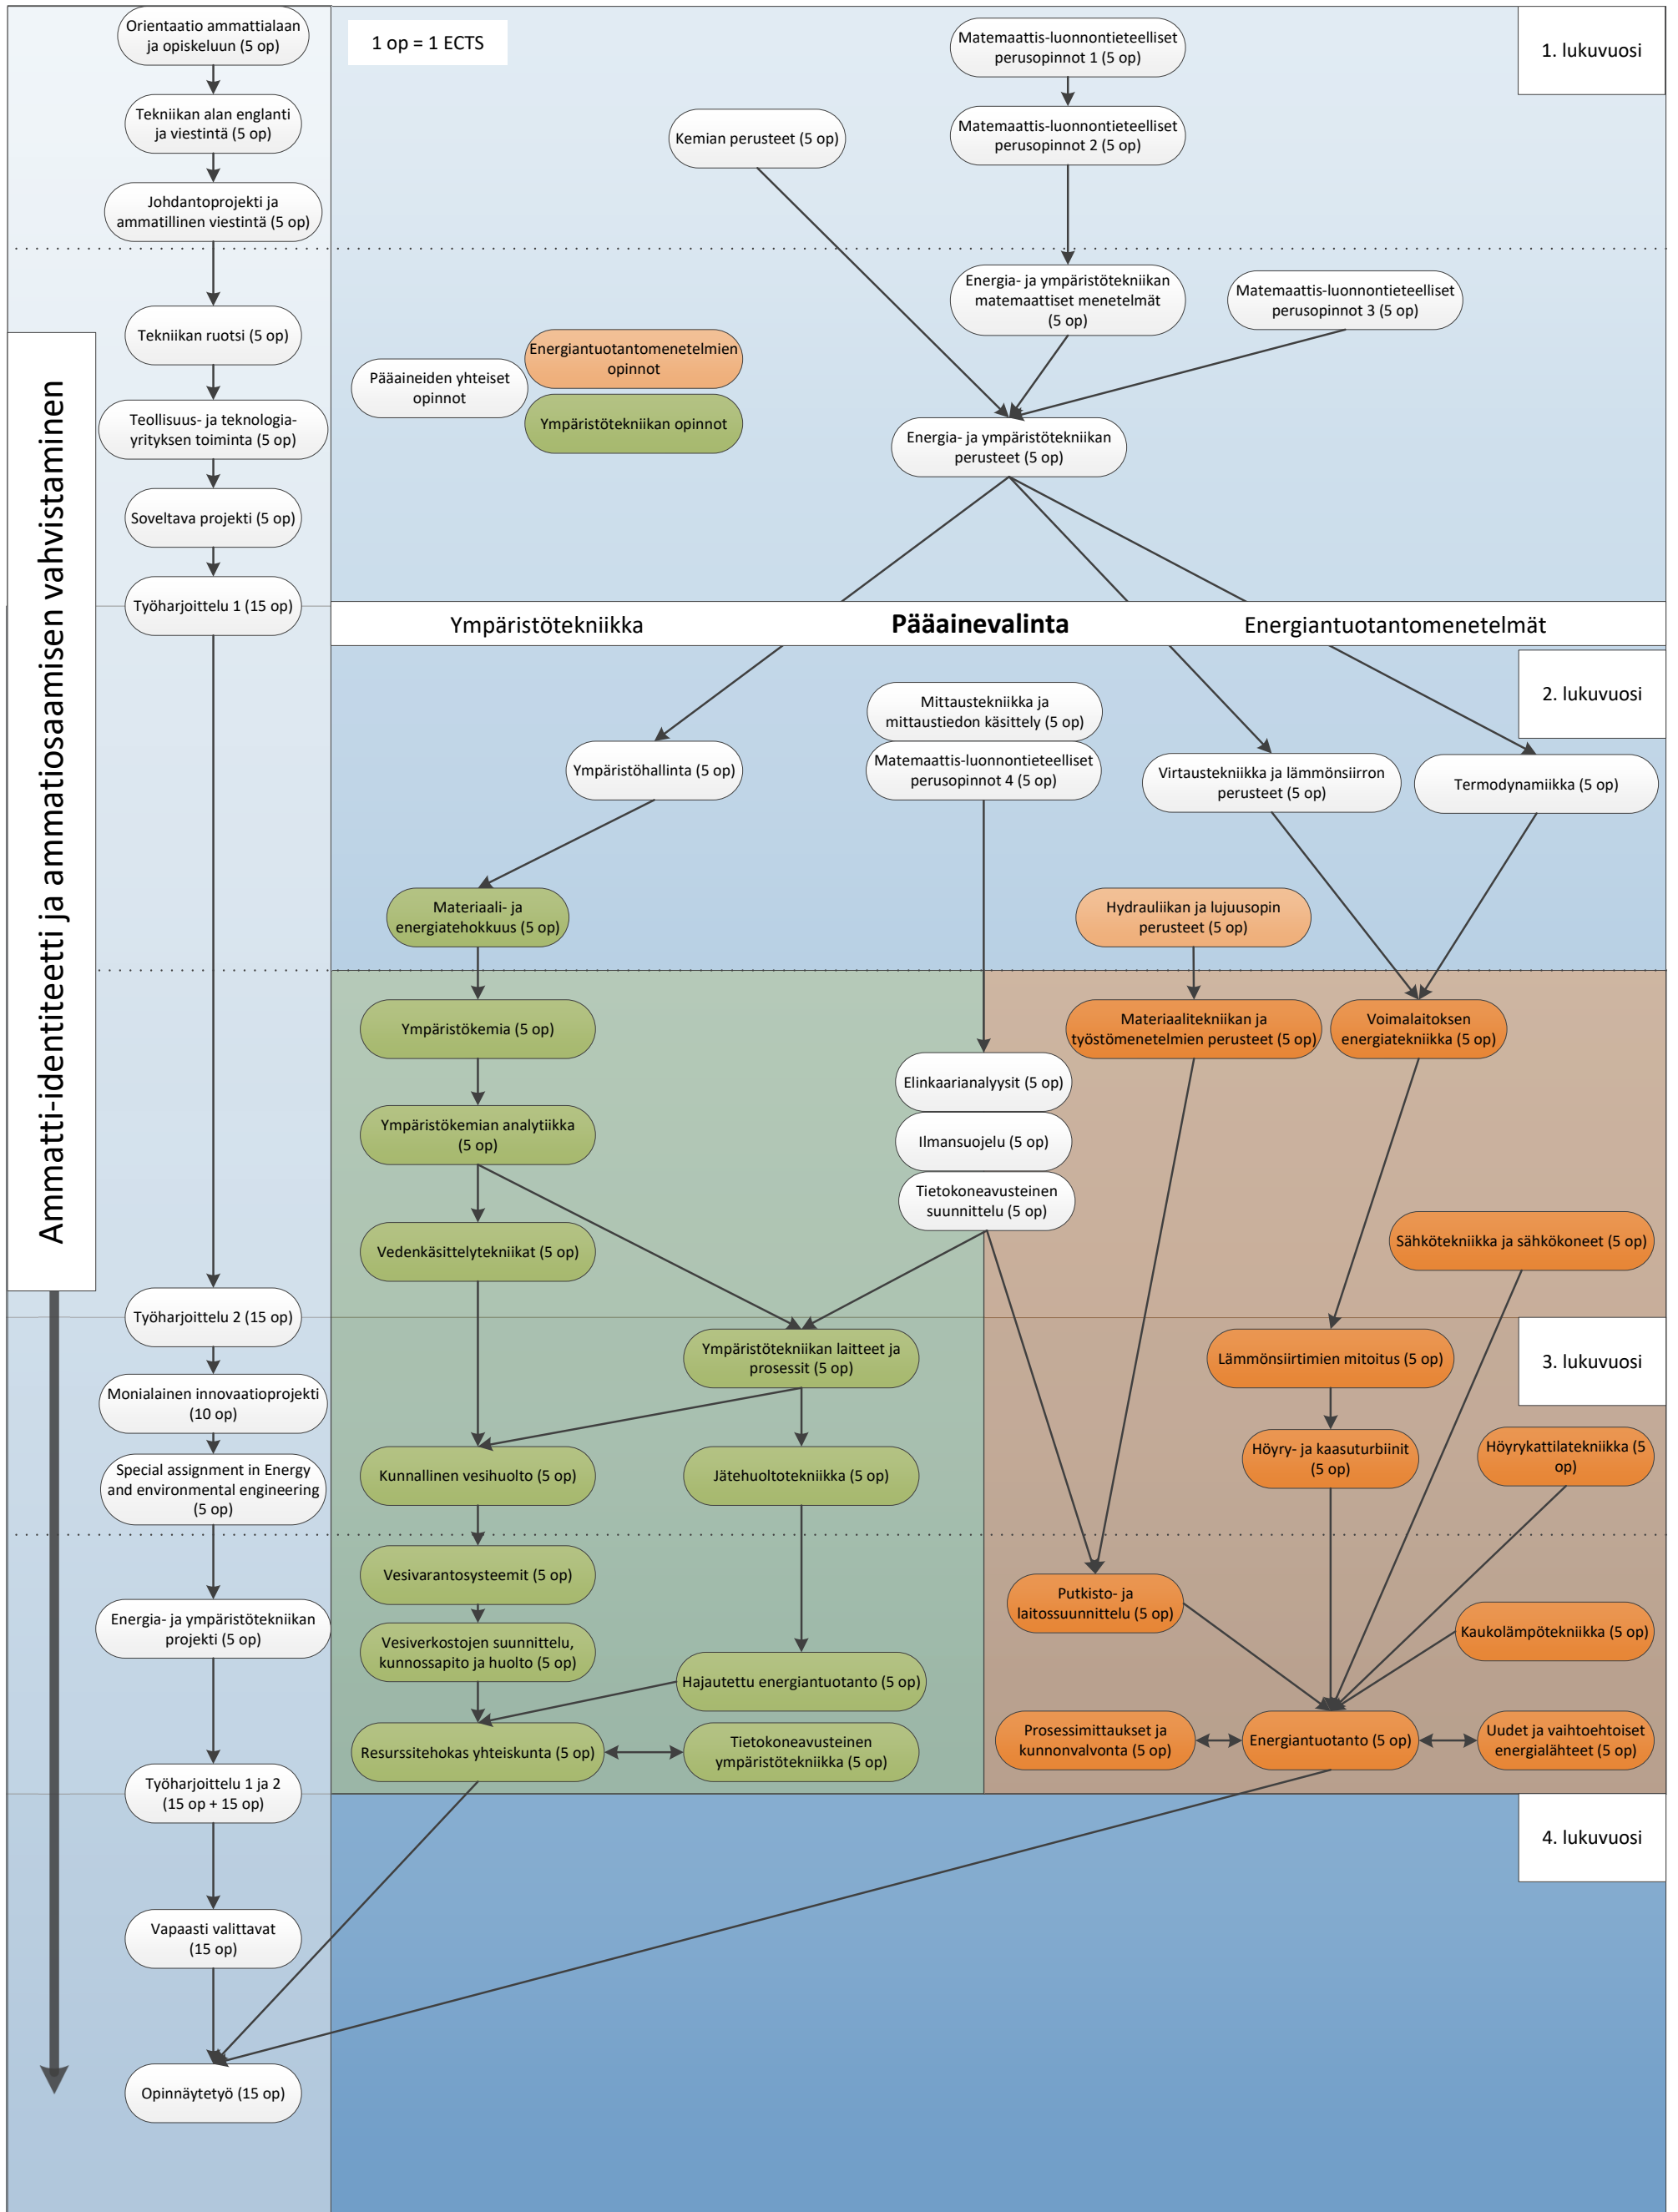 Orientaatio ammattialaan
ja opiskeluun (5 op)
Tekniikan alan englanti
ja viestintä (5 op)
Johdantoprojekti ja
ammatillinen viestintä (5 op)
Tekniikan ruotsi (5 op)
Teollisuus- ja teknologia-
yrityksen toiminta (5 op)
Soveltava projekti (5 op)
Työharjoittelu 1 (15 op)
Työharjoittelu 2 (15 op)
Monialainen innovaatioprojekti
(10 op)
Special assignment in Energy
and environmental engineering
(5 op)
Energia- ja ympäristötekniikan
projekti (5 op)
Työharjoittelu 1 ja 2
(15 op + 15 op)
Vapaasti valittavat
(15 op)
Opinnäytetyö (15 op)
Ammatti-identiteetti ja ammatiosaamisen vahvistaminen
1 op = 1 ECTS
1. lukuvuosi
Matemaattis-luonnontieteelliset
perusopinnot 1 (5 op)
Kemian perusteet (5 op)
Matemaattis-luonnontieteelliset
perusopinnot 2 (5 op)
Energia- ja ympäristötekniikan
matemaattiset menetelmät
(5 op)
Matemaattis-luonnontieteelliset
perusopinnot 3 (5 op)
Pääaineiden yhteiset
opinnot
Energiantuotantomenetelmien
opinnot
Ympäristötekniikan opinnot
Energia- ja ympäristötekniikan
perusteet (5 op)
Ympäristötekniikka
Pääainevalinta
Energiantuotantomenetelmät
2. lukuvuosi
Mittaustekniikka ja
mittaustiedon käsittely (5 op)
Ympäristöhallinta (5 op)
Matemaattis-luonnontieteelliset
perusopinnot 4 (5 op)
Virtaustekniikka ja lämmönsiirron
perusteet (5 op)
Termodynamiikka (5 op)
Materiaali- ja
energiatehokkuus (5 op)
Hydrauliikan ja lujuusopin
perusteet (5 op)
Ympäristökemia (5 op)
Materiaalitekniikan ja
työstömenetelmien perusteet (5 op)
Voimalaitoksen
energiatekniikka (5 op)
Elinkaarianalyysit (5 op)
Ympäristökemian analytiikka
(5 op)
Ilmansuojelu (5 op)
Tietokoneavusteinen
suunnittelu (5 op)
Vedenkäsittelytekniikat (5 op)
Sähkötekniikka ja sähkökoneet (5 op)
Ympäristötekniikan laitteet ja
prosessit (5 op)
Lämmönsiirtimien mitoitus (5 op)
3. lukuvuosi
Kunnallinen vesihuolto (5 op)
Jätehuoltotekniikka (5 op)
Höyry- ja kaasuturbiinit
(5 op)
Höyrykattilatekniikka (5
op)
Vesivarantosysteemit (5 op)
Putkisto- ja
laitossuunnittelu (5 op)
Vesiverkostojen suunnittelu,
kunnossapito ja huolto (5 op)
Kaukolämpötekniikka (5 op)
Hajautettu energiantuotanto (5 op)
Resurssitehokas yhteiskunta (5 op)
Tietokoneavusteinen
ympäristötekniikka (5 op)
Prosessimittaukset ja
kunnonvalvonta (5 op)
Energiantuotanto (5 op)
Uudet ja vaihtoehtoiset
energialähteet (5 op)
4. lukuvuosi